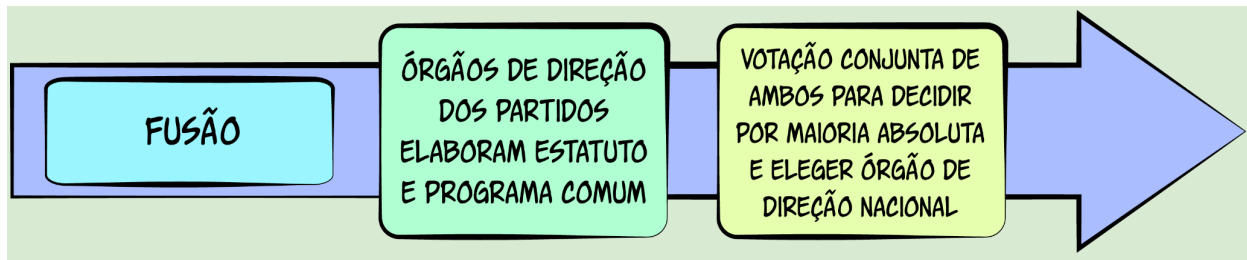 FUSÃO
ÓRGÃOS DE DIREÇÃO
DOS PARTIDOS
ELABORAM ESTATUTO
E PROGRAMA COMUM
VOTAÇÃO CONJUNTA DE
AMBOS PARA DECIDIR
POR MAIORIA ABSOLUTA
E ELEGER ÓRGÃO DE
DIREÇÃO NACIONAL